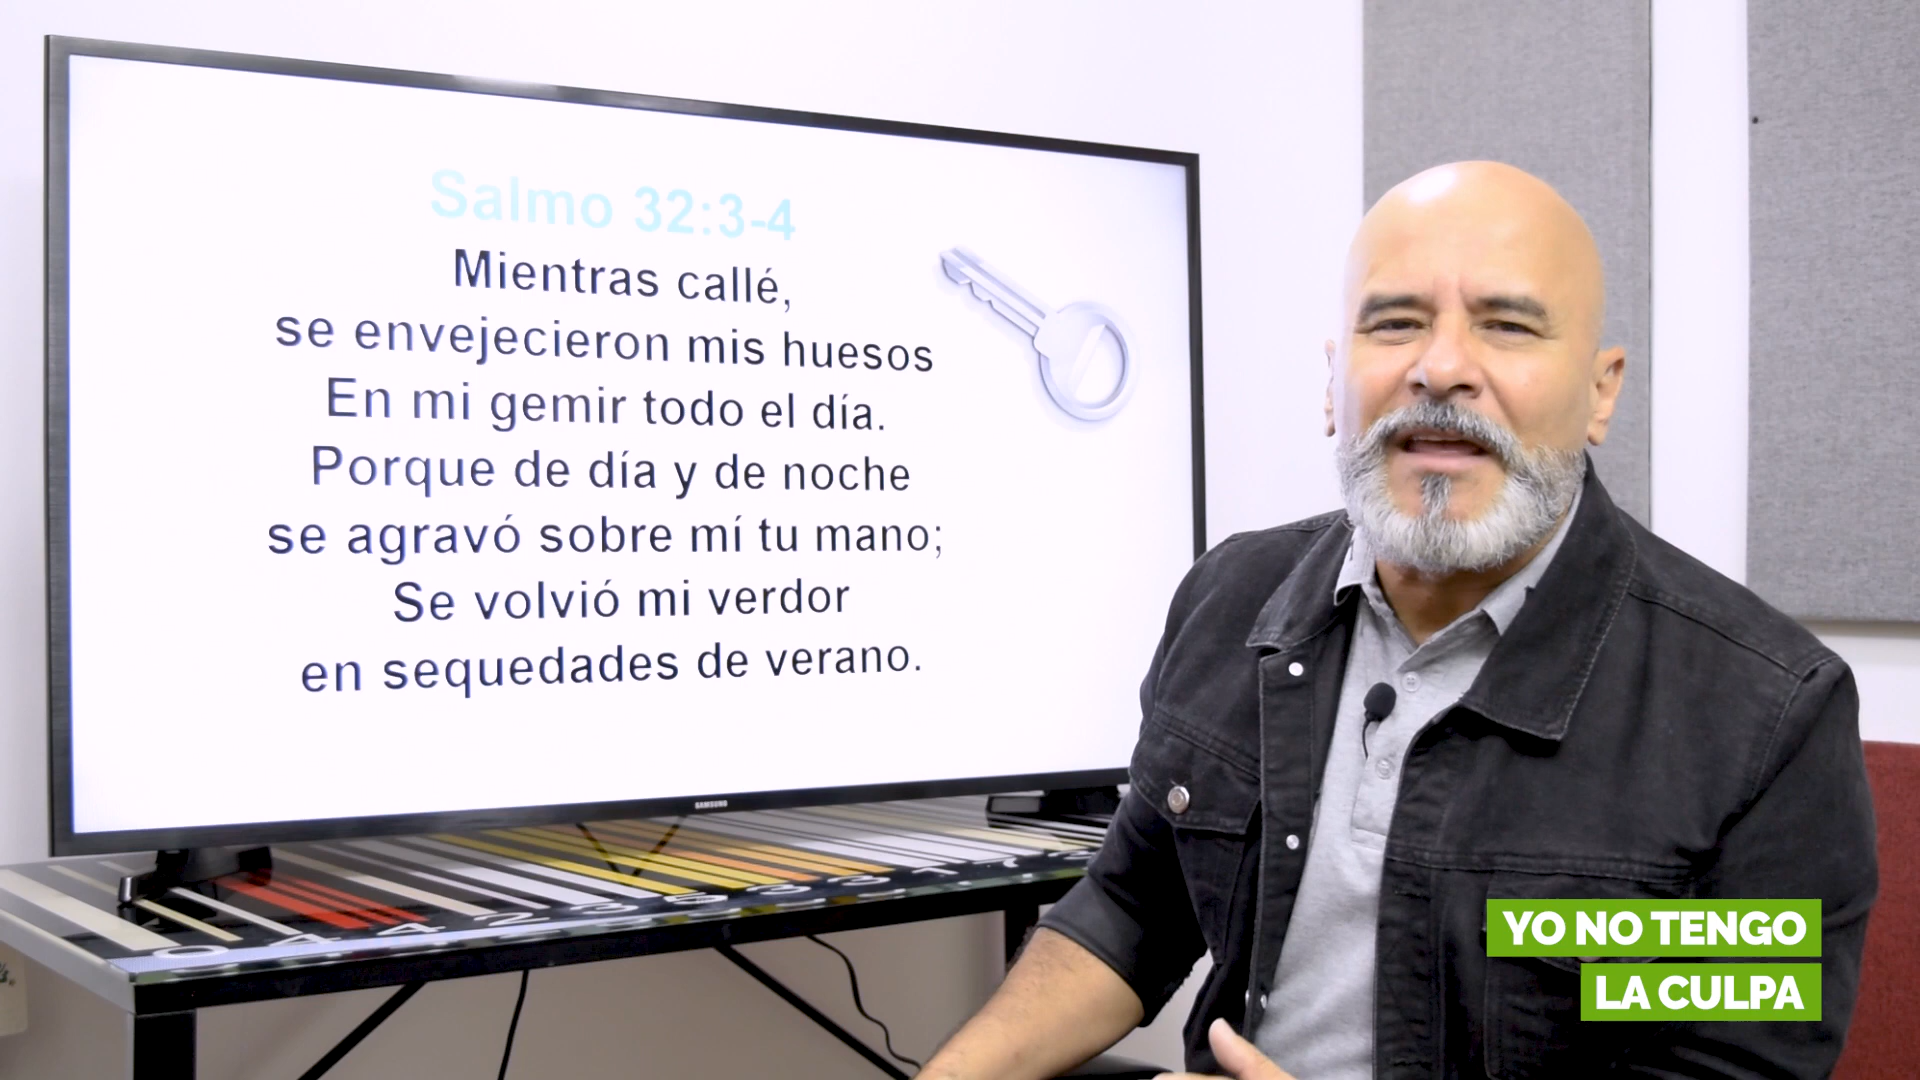 Salmo 32:3-4
Mientras callé,
se envejecieron mis huesos
En mi gemir todo el día.
Porque de día y de noche
se agravó sobre mí tu mano;
Se volvió mi verdor
en sequedades de verano.
SAMSUNG
YO NO TENGO
LA CULPA